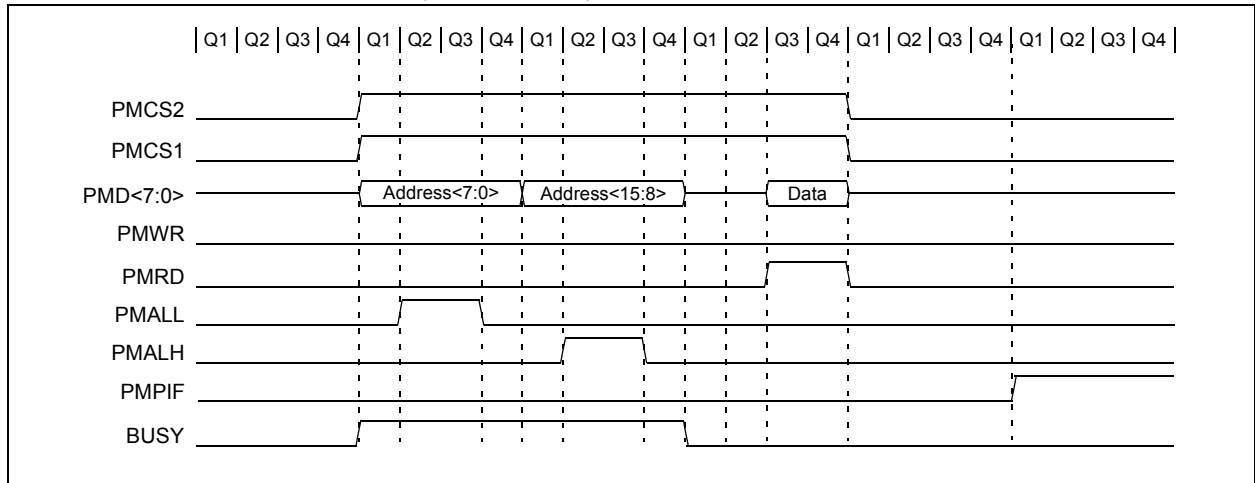 Q1 Q2 Q3 Q4 Q1 Q2 Q3 Q4 Q1 Q2 Q3 Q4 Q1 Q2 Q3 Q4 Q1 Q2 Q3 Q4 Q1 Q2 Q3 Q4
PMCS2
PMCS1
PMD<7:0> Address<7:0> Address<15:8> Data
PMWR
PMRD
PMALL
PMALH
PMPIF
BUSY